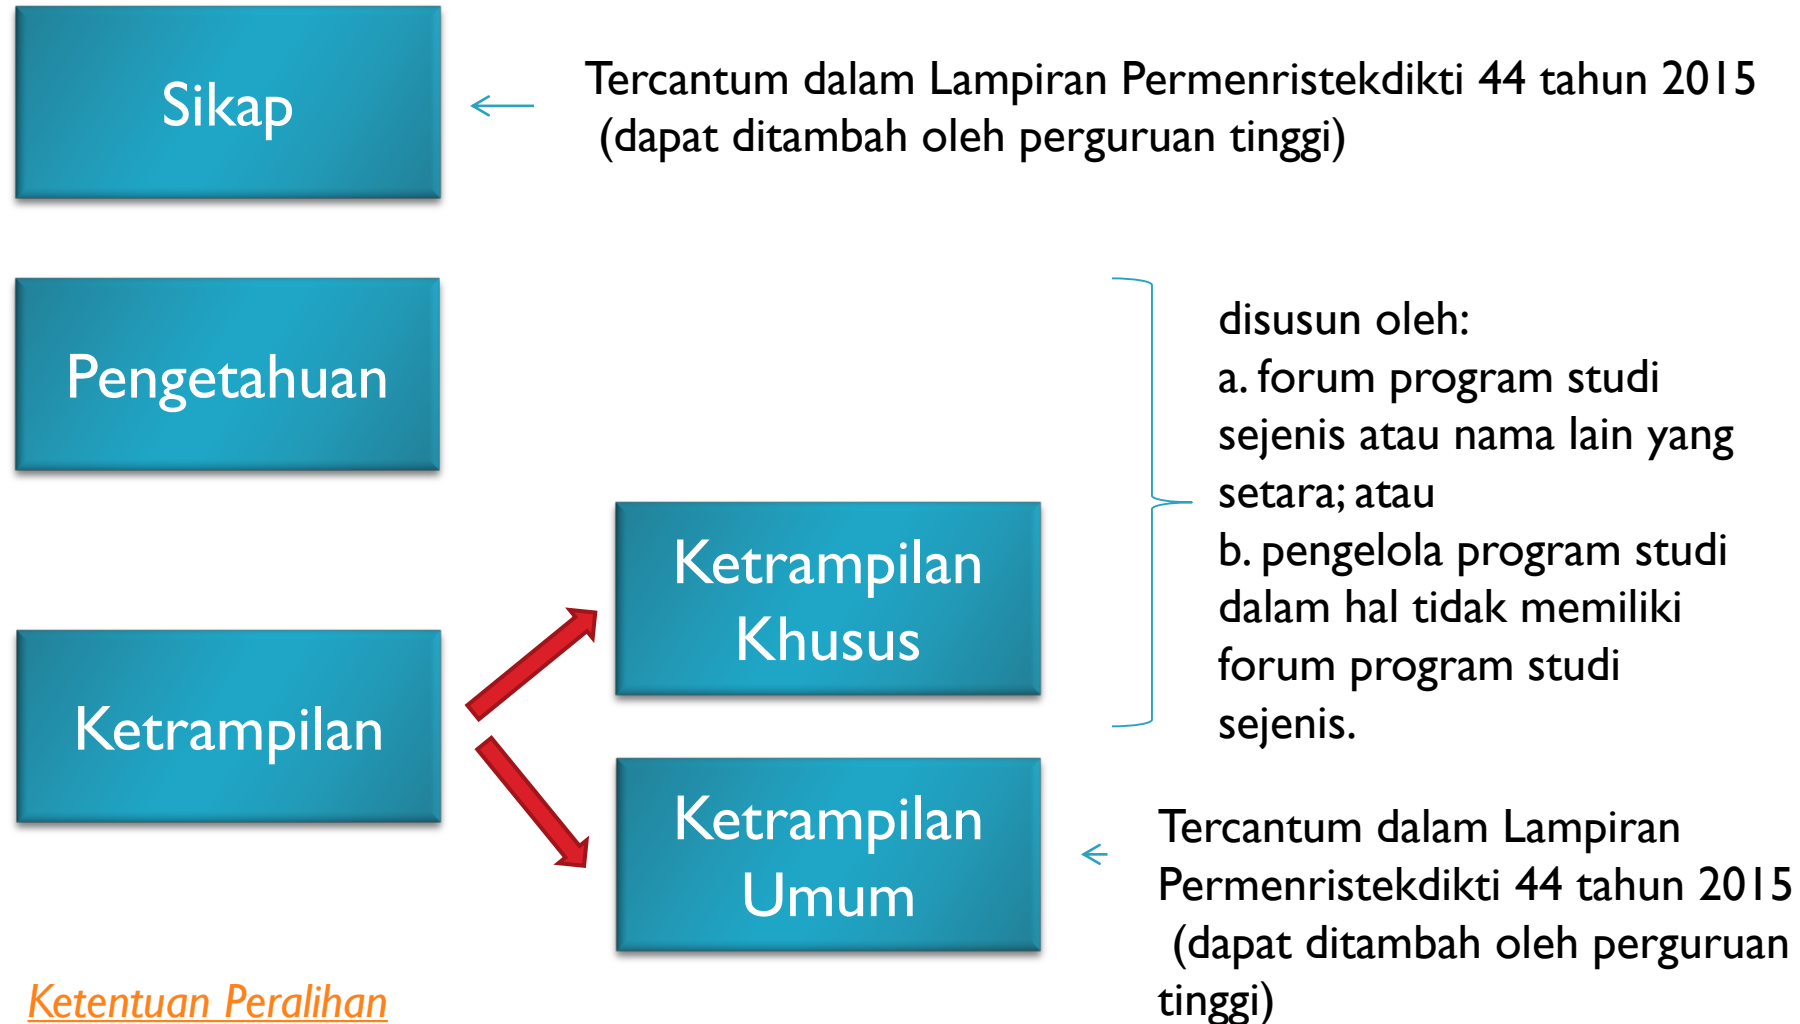 Sikap
Tercantum dalam Lampiran Permenristekdikti 44 tahun 2015
(dapat ditambah oleh perguruan tinggi)
Pengetahuan
disusun oleh:
a. forum program studi
sejenis atau nama lain yang
setara; atau
b. pengelola program studi
dalam hal tidak memiliki
forum program studi
sejenis.
Ketrampilan
Khusus
Ketrampilan
Ketrampilan
Umum
Tercantum dalam Lampiran
Permenristekdikti 44 tahun 2015
(dapat ditambah oleh perguruan
tinggi)
Ketentuan Peralihan